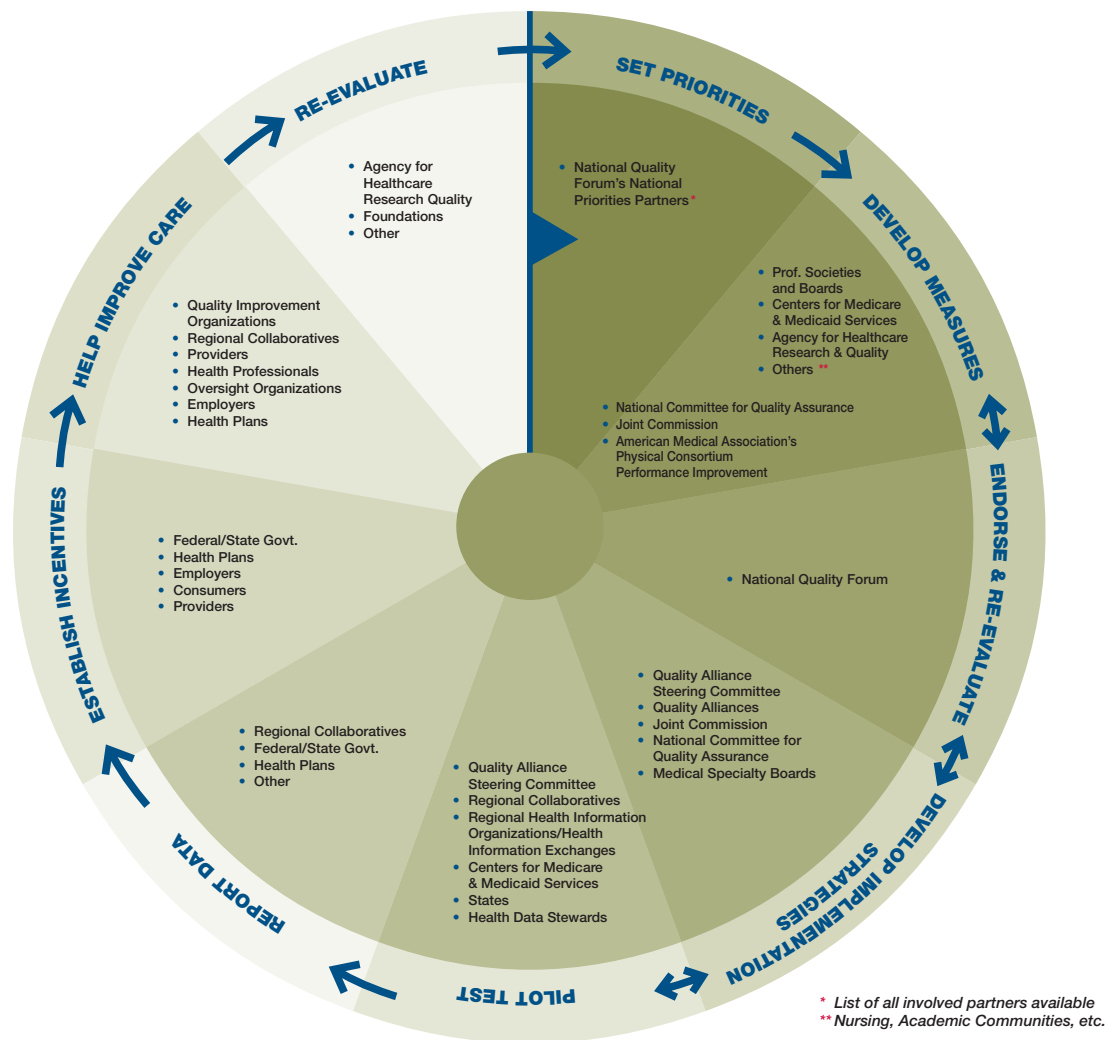 SET PRIORITIES
• National Quality
Forum's National
Priorities Partners*
DEVELOP MEASURES
• Prof. Societies
and Boards
• Centers for Medicare
& Medicaid Services
• Agency for Healthcare
Research & Quality
• Others **
• National Committee for Quality Assurance
• Joint Commission
• American Medical Association's
Physical Consortium
Performance Improvement
ENDORSE & RE-EVALUATE
• National Quality Forum
DEVELOP IMPLEMENTATION
STRATEGIES
• Quality Alliance
Steering Committee
• Quality Alliances
• Joint Commission
• National Committee for
Quality Assurance
• Medical Specialty Boards
PILOT TEST
• Quality Alliance
Steering Committee
• Regional Collaboratives
• Regional Health Information
Organizations/Health
Information Exchanges
• Centers for Medicare
& Medicaid Services
• States
• Health Data Stewards
REPORT DATA
• Regional Collaboratives
• Federal/State Govt.
• Health Plans
• Other
ESTABLISH INCENTIVES
• Federal/State Govt.
• Health Plans
• Employers
• Consumers
• Providers
HELP IMPROVE CARE
• Quality Improvement
Organizations
• Regional Collaboratives
• Providers
• Health Professionals
• Oversight Organizations
• Employers
• Health Plans
RE-EVALUATE
• Agency for
Healthcare
Research Quality
• Foundations
• Other
* List of all involved partners available
** Nursing, Academic Communities, etc.